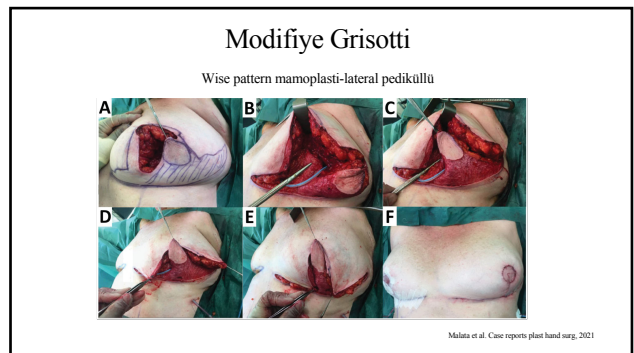 Modifiye Grisotti
Wise pattern mamoplasti-lateral pediküllü
A
B
C
D
E
F
Malata et al. Case reports plast hand surg, 2021